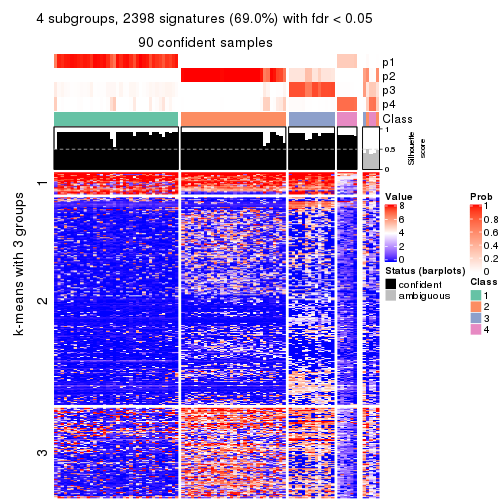 4 subgroups, 2398 signatures (69.0%) with fdr < 0.05
90 confident samples
p1
p2
p3
p4
Class
1
0.5
0
Silhouette
score
k-means with 3 groups
1
2
3
Value
8
6
4
2
0
Status (barplots)
confident
ambiguous
Prob
1
0.8
0.6
0.4
0.2
0
Class
1
2
3
4